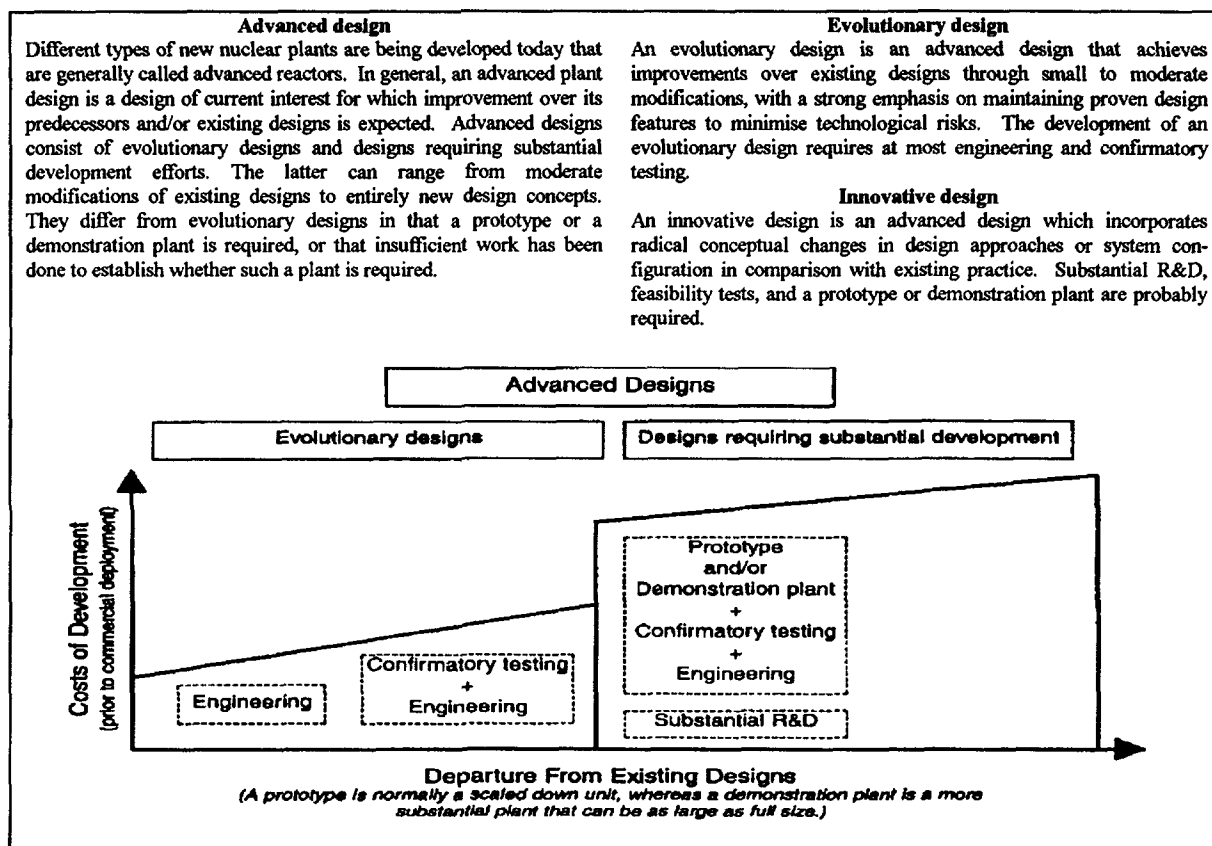 Advanced design
Different types of new nuclear plants are being developed today that
are generally called advanced reactors. In general, an advanced plant
design is a design of current interest for which improvement over its
predecessors and/or existing designs is expected. Advanced designs
consist of evolutionary designs and designs requiring substantial
development efforts. The latter can range from moderate
modifications of existing designs to entirely new design concepts.
They differ from evolutionary designs in that a prototype or a
demonstration plant is required, or that insufficient work has been
done to establish whether such a plant is required.
Evolutionary design
An evolutionary design is an advanced design that achieves
improvements over existing designs through small to moderate
modifications, with a strong emphasis on maintaining proven design
features to minimise technological risks. The development of an
evolutionary design requires at most engineering and confirmatory
testing.
Innovative design
An innovative design is an advanced design which incorporates
radical conceptual changes in design approaches or system con-
figuration in comparison with existing practice. Substantial R&D,
feasibility tests, and a prototype or demonstration plant are probably
required.
Advanced Designs
Evolutionary designs
Designs requiring substantial development
Costs of Development
(prior to commercial deployment)
Engineering
Confirmatory testing
+
Engineering
Prototype
and/or
Demonstration plant
+
Confirmatory testing
+
Engineering
Substantial R&D
Departure From Existing Designs
(A prototype is normally a scaled down unit, whereas a demonstration plant is a more
substantial plant that can be as large as full size.)